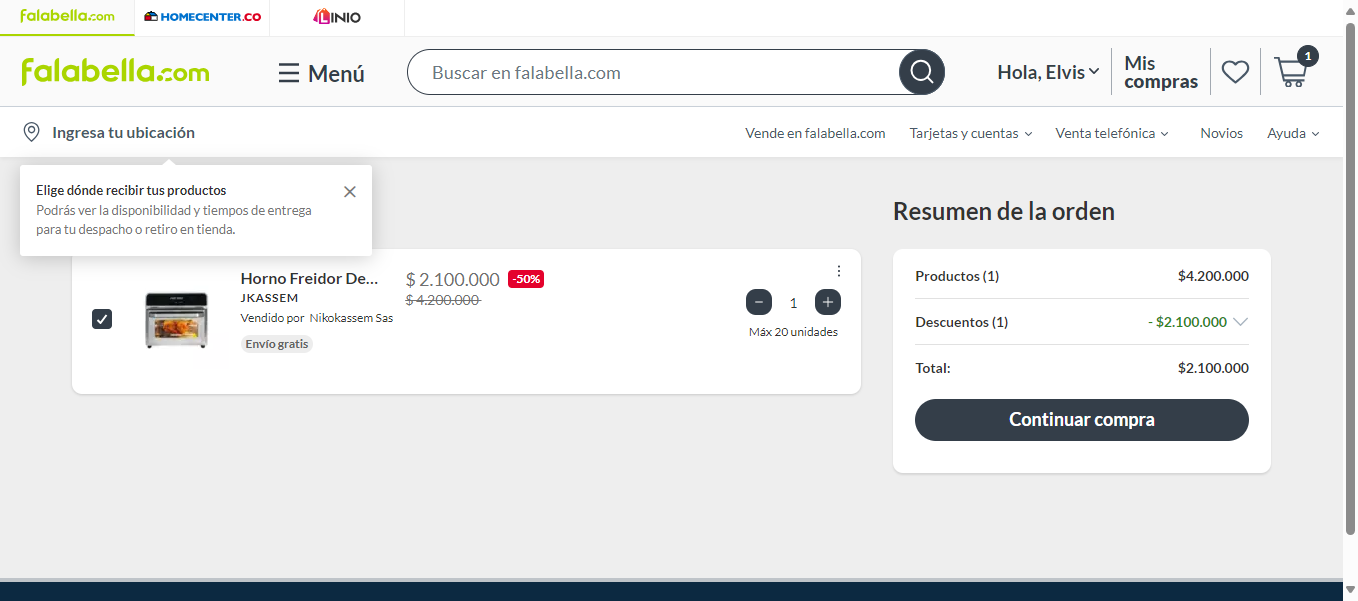 falabella.com
HOMECENTER.CO
LINIO
falabella.com
Menú
Buscar en falabella.com
Hola, Elvis
Mis
compras
1
Ingresa tu ubicación
Vende en falabella.com
Tarjetas y cuentas
Venta telefónica
Novios
Ayuda
Elige dónde recibir tus productos
Podrás ver la disponibilidad y tiempos de entrega
para tu despacho o retiro en tienda.
Horno Freidor De...
JKASSEM
Vendido por Nikokassem Sas
Envío gratis
$ 2.100.000 -50%
$ 4.200.000
− 1 +
Máx 20 unidades
Resumen de la orden
Productos (1) $4.200.000
Descuentos (1) - $2.100.000
Total: $2.100.000
Continuar compra